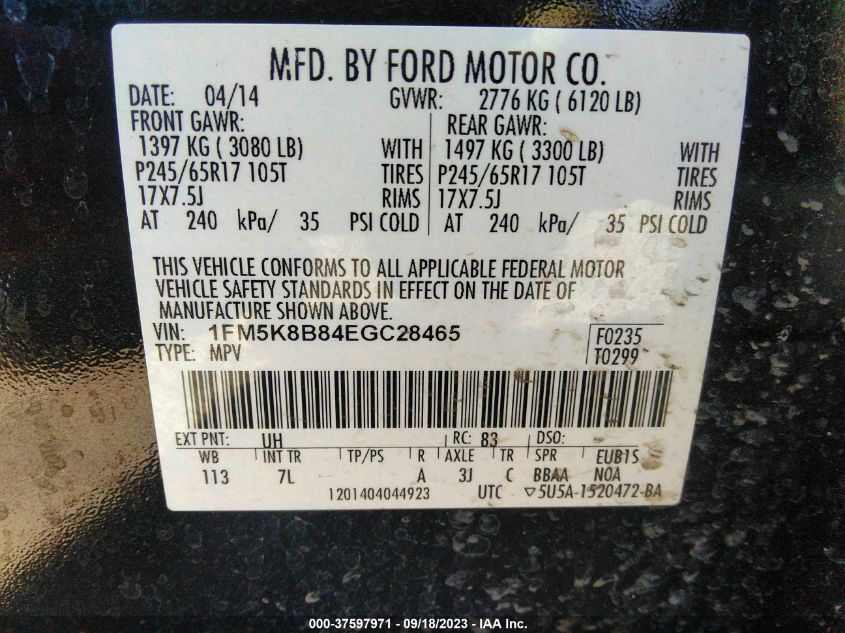 MFD. BY FORD MOTOR CO.
DATE: 04/14 GVWR: 2776 KG ( 6120 LB)
FRONT GAWR: REAR GAWR:
1397 KG ( 3080 LB) WITH 1497 KG ( 3300 LB) WITH
P245/65R17 105T TIRES P245/65R17 105T TIRES
17X7.5J RIMS 17X7.5J RIMS
AT 240 kPa/ 35 PSI COLD AT 240 kPa/ 35 PSI COLD
THIS VEHICLE CONFORMS TO ALL APPLICABLE FEDERAL MOTOR
VEHICLE SAFETY STANDARDS IN EFFECT ON THE DATE OF
MANUFACTURE SHOWN ABOVE.
VIN: 1FM5K8B84EGC28465 F0235
TYPE: MPV T0299
EXT PNT: UH RC: 83 DSO:
WB INT TR TP/PS R AXLE TR SPR EUB1S
113 7L A 3J C BBAA NOA
1201404044923 UTC ▽5U5A-1520472-BA
000-37597971 - 09/18/2023 - IAA Inc.